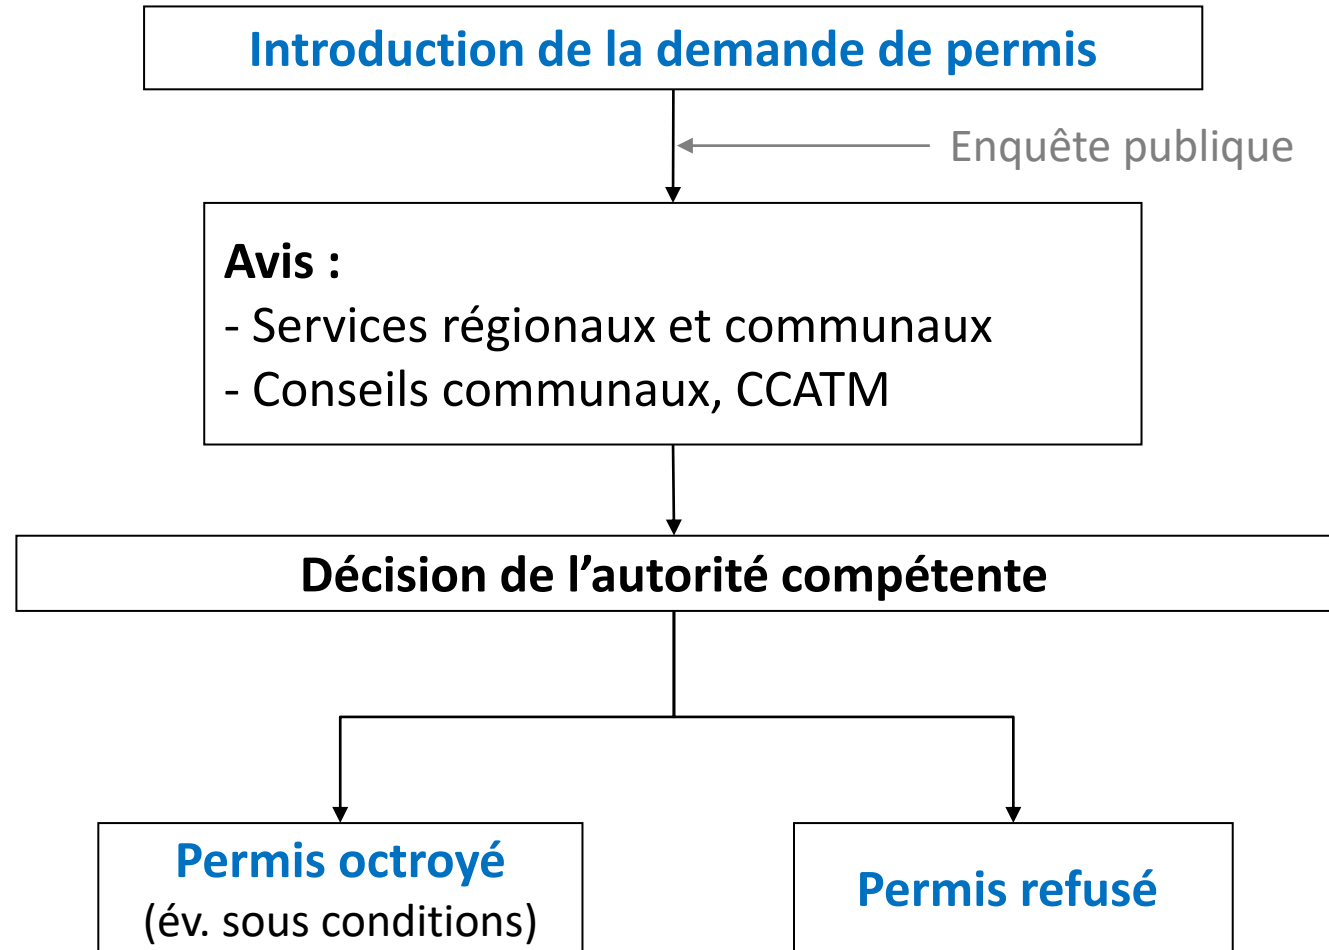 Introduction de la demande de permis
Enquête publique
Avis :
- Services régionaux et communaux
- Conseils communaux, CCATM
Décision de l’autorité compétente
Permis octroyé
(év. sous conditions)
Permis refusé